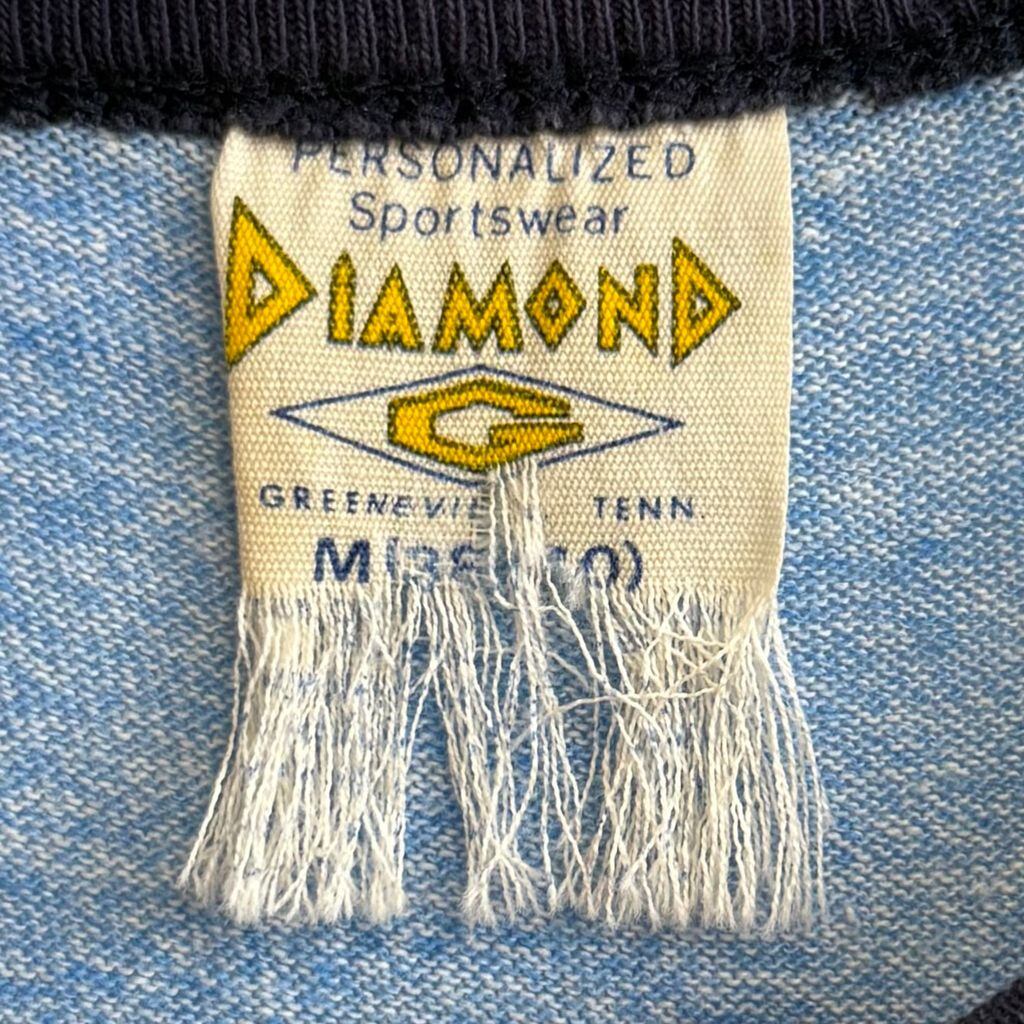 PERSONALIZED
Sportswear
DIAMOND
G
TENN.
M